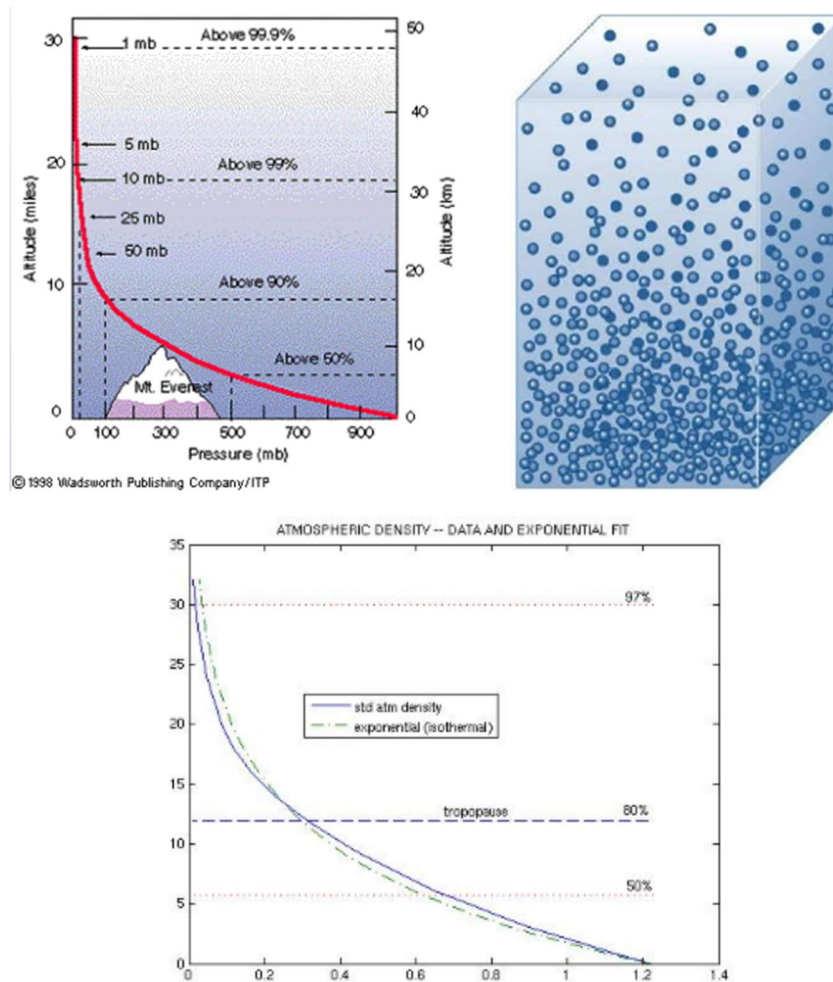 30
20
10
0
Altitude (miles)
1 mb
5 mb
10 mb
25 mb
50 mb
Above 99.9%
Above 99%
Above 90%
Above 50%
Mt. Everest
50
40
30
20
10
0
Altitude (km)
0 100 300 500 700 900
Pressure (mb)
© 1998 Wadsworth Publishing Company/ITP
ATMOSPHERIC DENSITY -- DATA AND EXPONENTIAL FIT
35
30
25
20
15
10
5
0
97%
std atm density
exponential (isothermal)
tropopause 80%
50%
0 0.2 0.4 0.6 0.8 1 1.2 1.4